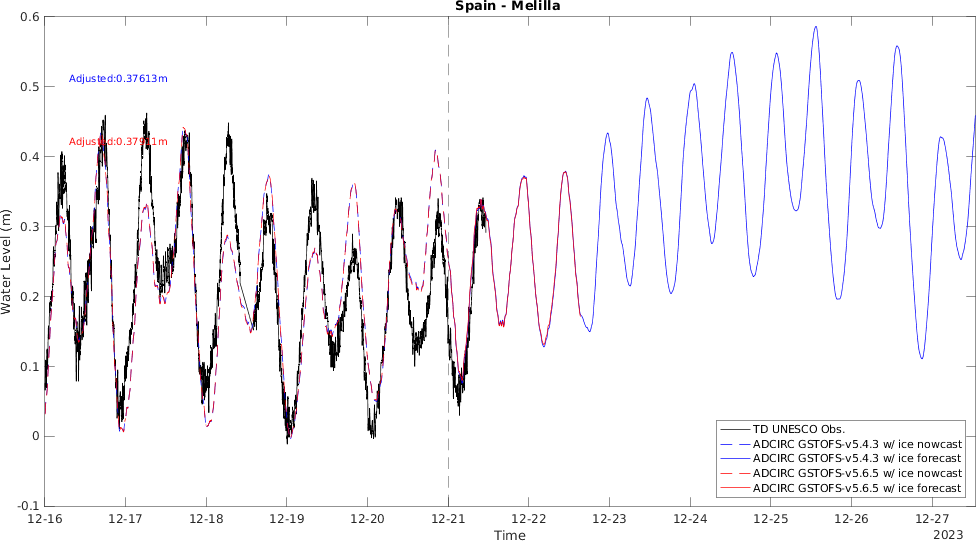 Spain - Melilla
0.6
0.5
0.4
0.3
0.2
0.1
0
-0.1
Water Level (m)
Adjusted:0.37613m
12-16
12-17
12-18
12-19
12-20
12-21
12-22
12-23
12-24
12-25
12-26
12-27
2023
Time
TD UNESCO Obs.
ADCIRC GSTOFS-v5.4.3 w/ ice nowcast
ADCIRC GSTOFS-v5.4.3 w/ ice forecast
ADCIRC GSTOFS-v5.6.5 w/ ice nowcast
ADCIRC GSTOFS-v5.6.5 w/ ice forecast